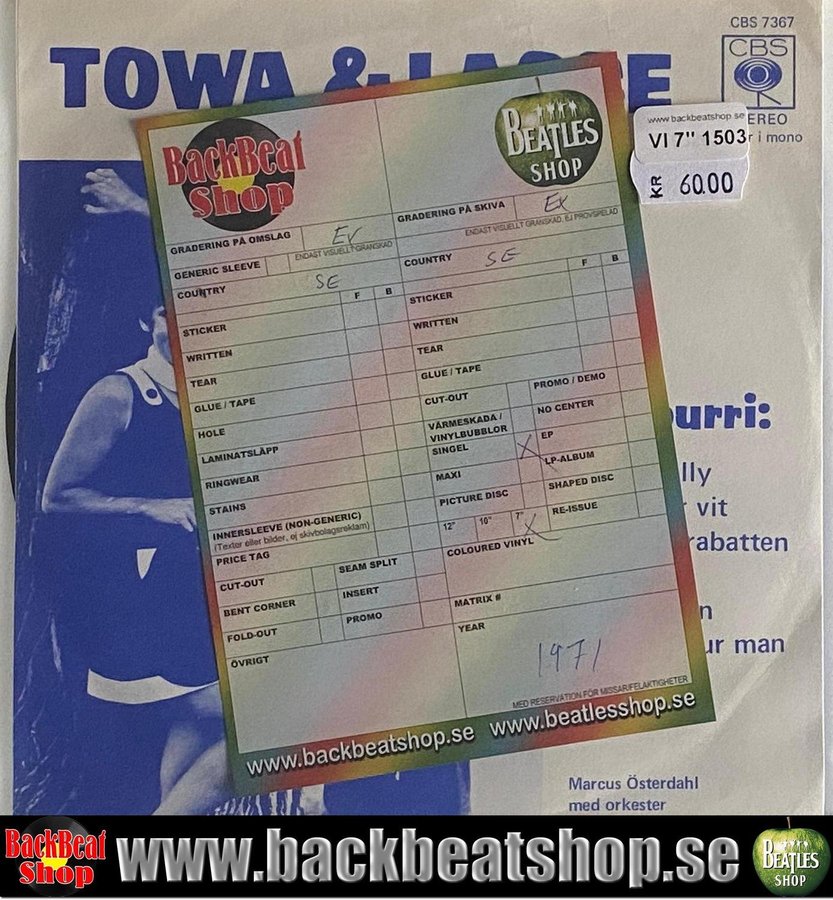 CBS 7367
TOWA &
CBS
STEREO
i mono
www.backbeatshop.se
VI 7" 1503
KR 60.00
BackBeat
Shop
BEATLES
SHOP
GRADERING PÅ OMSLAG
EX
ENDAST VISUELLT GRANSKAD
GENERIC SLEEVE
COUNTRY
SE
F B
STICKER
WRITTEN
TEAR
GLUE / TAPE
HOLE
LAMINATSLÄPP
RINGWEAR
STAINS
INNERSLEEVE (NON-GENERIC)
(Texter eller bilder, ej skivbolagsreklam)
PRICE TAG
CUT-OUT
SEAM SPLIT
BENT CORNER
INSERT
FOLD-OUT
PROMO
ÖVRIGT
GRADERING PÅ SKIVA
EX
ENDAST VISUELLT GRANSKAD, EJ PROVSPELAD
COUNTRY
SE
F B
STICKER
WRITTEN
TEAR
GLUE / TAPE
CUT-OUT
PROMO / DEMO
VÄRMESKADA /
VINYLBUBBLOR
NO CENTER
SINGEL
X
EP
MAXI
LP-ALBUM
PICTURE DISC
SHAPED DISC
12" 10" 7" X
RE-ISSUE
COLOURED VINYL
MATRIX #
YEAR
1971
MED RESERVATION FÖR MISSAR/FELAKTIGHETER
www.backbeatshop.se www.beatlesshop.se
urri:
lly
vit
rabatten
n
ur man
Marcus Österdahl
med orkester
BackBeat
Shop
www.backbeatshop.se
BEATLES
SHOP